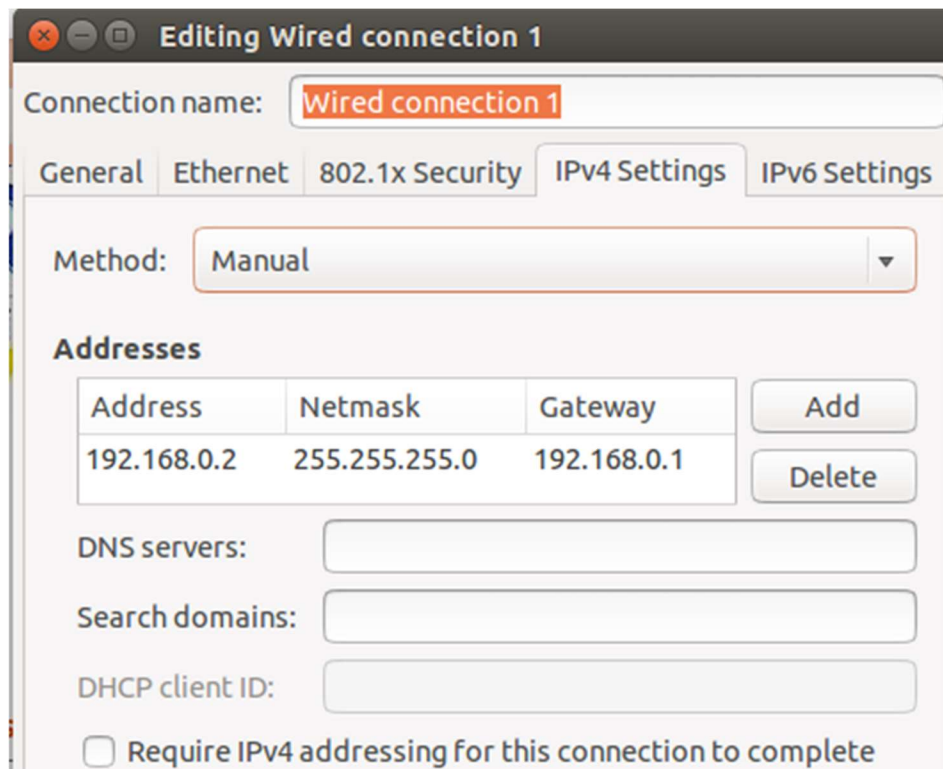 Editing Wired connection 1
Connection name: Wired connection 1
General Ethernet 802.1x Security IPv4 Settings IPv6 Settings
Method: Manual
Addresses
Address Netmask Gateway Add
192.168.0.2 255.255.255.0 192.168.0.1
Delete
DNS servers:
Search domains:
DHCP client ID:
Require IPv4 addressing for this connection to complete